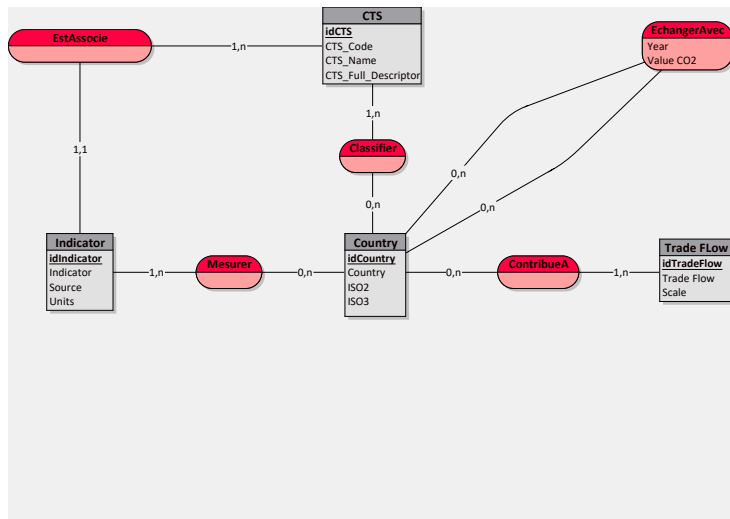 CTS
idCTS
CTS_Code
CTS_Name
CTS_Full_Descriptor
EstAssocie
1,n
EchangerAvec
Year
Value CO2
1,1
1,n
Classifier
0,n
0,n
0,n
Indicator
idIndicator
Indicator
Source
Units
1,n
Mesurer
0,n
Country
idCountry
Country
ISO2
ISO3
0,n
ContribueA
1,n
Trade FLow
idTradeFlow
Trade Flow
Scale